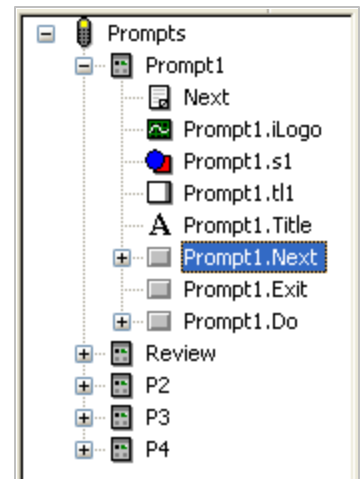 Prompts
Prompt1
Next
Prompt1.iLogo
Prompt1.s1
Prompt1.tl1
Prompt1.Title
Prompt1.Next
Prompt1.Exit
Prompt1.Do
Review
P2
P3
P4